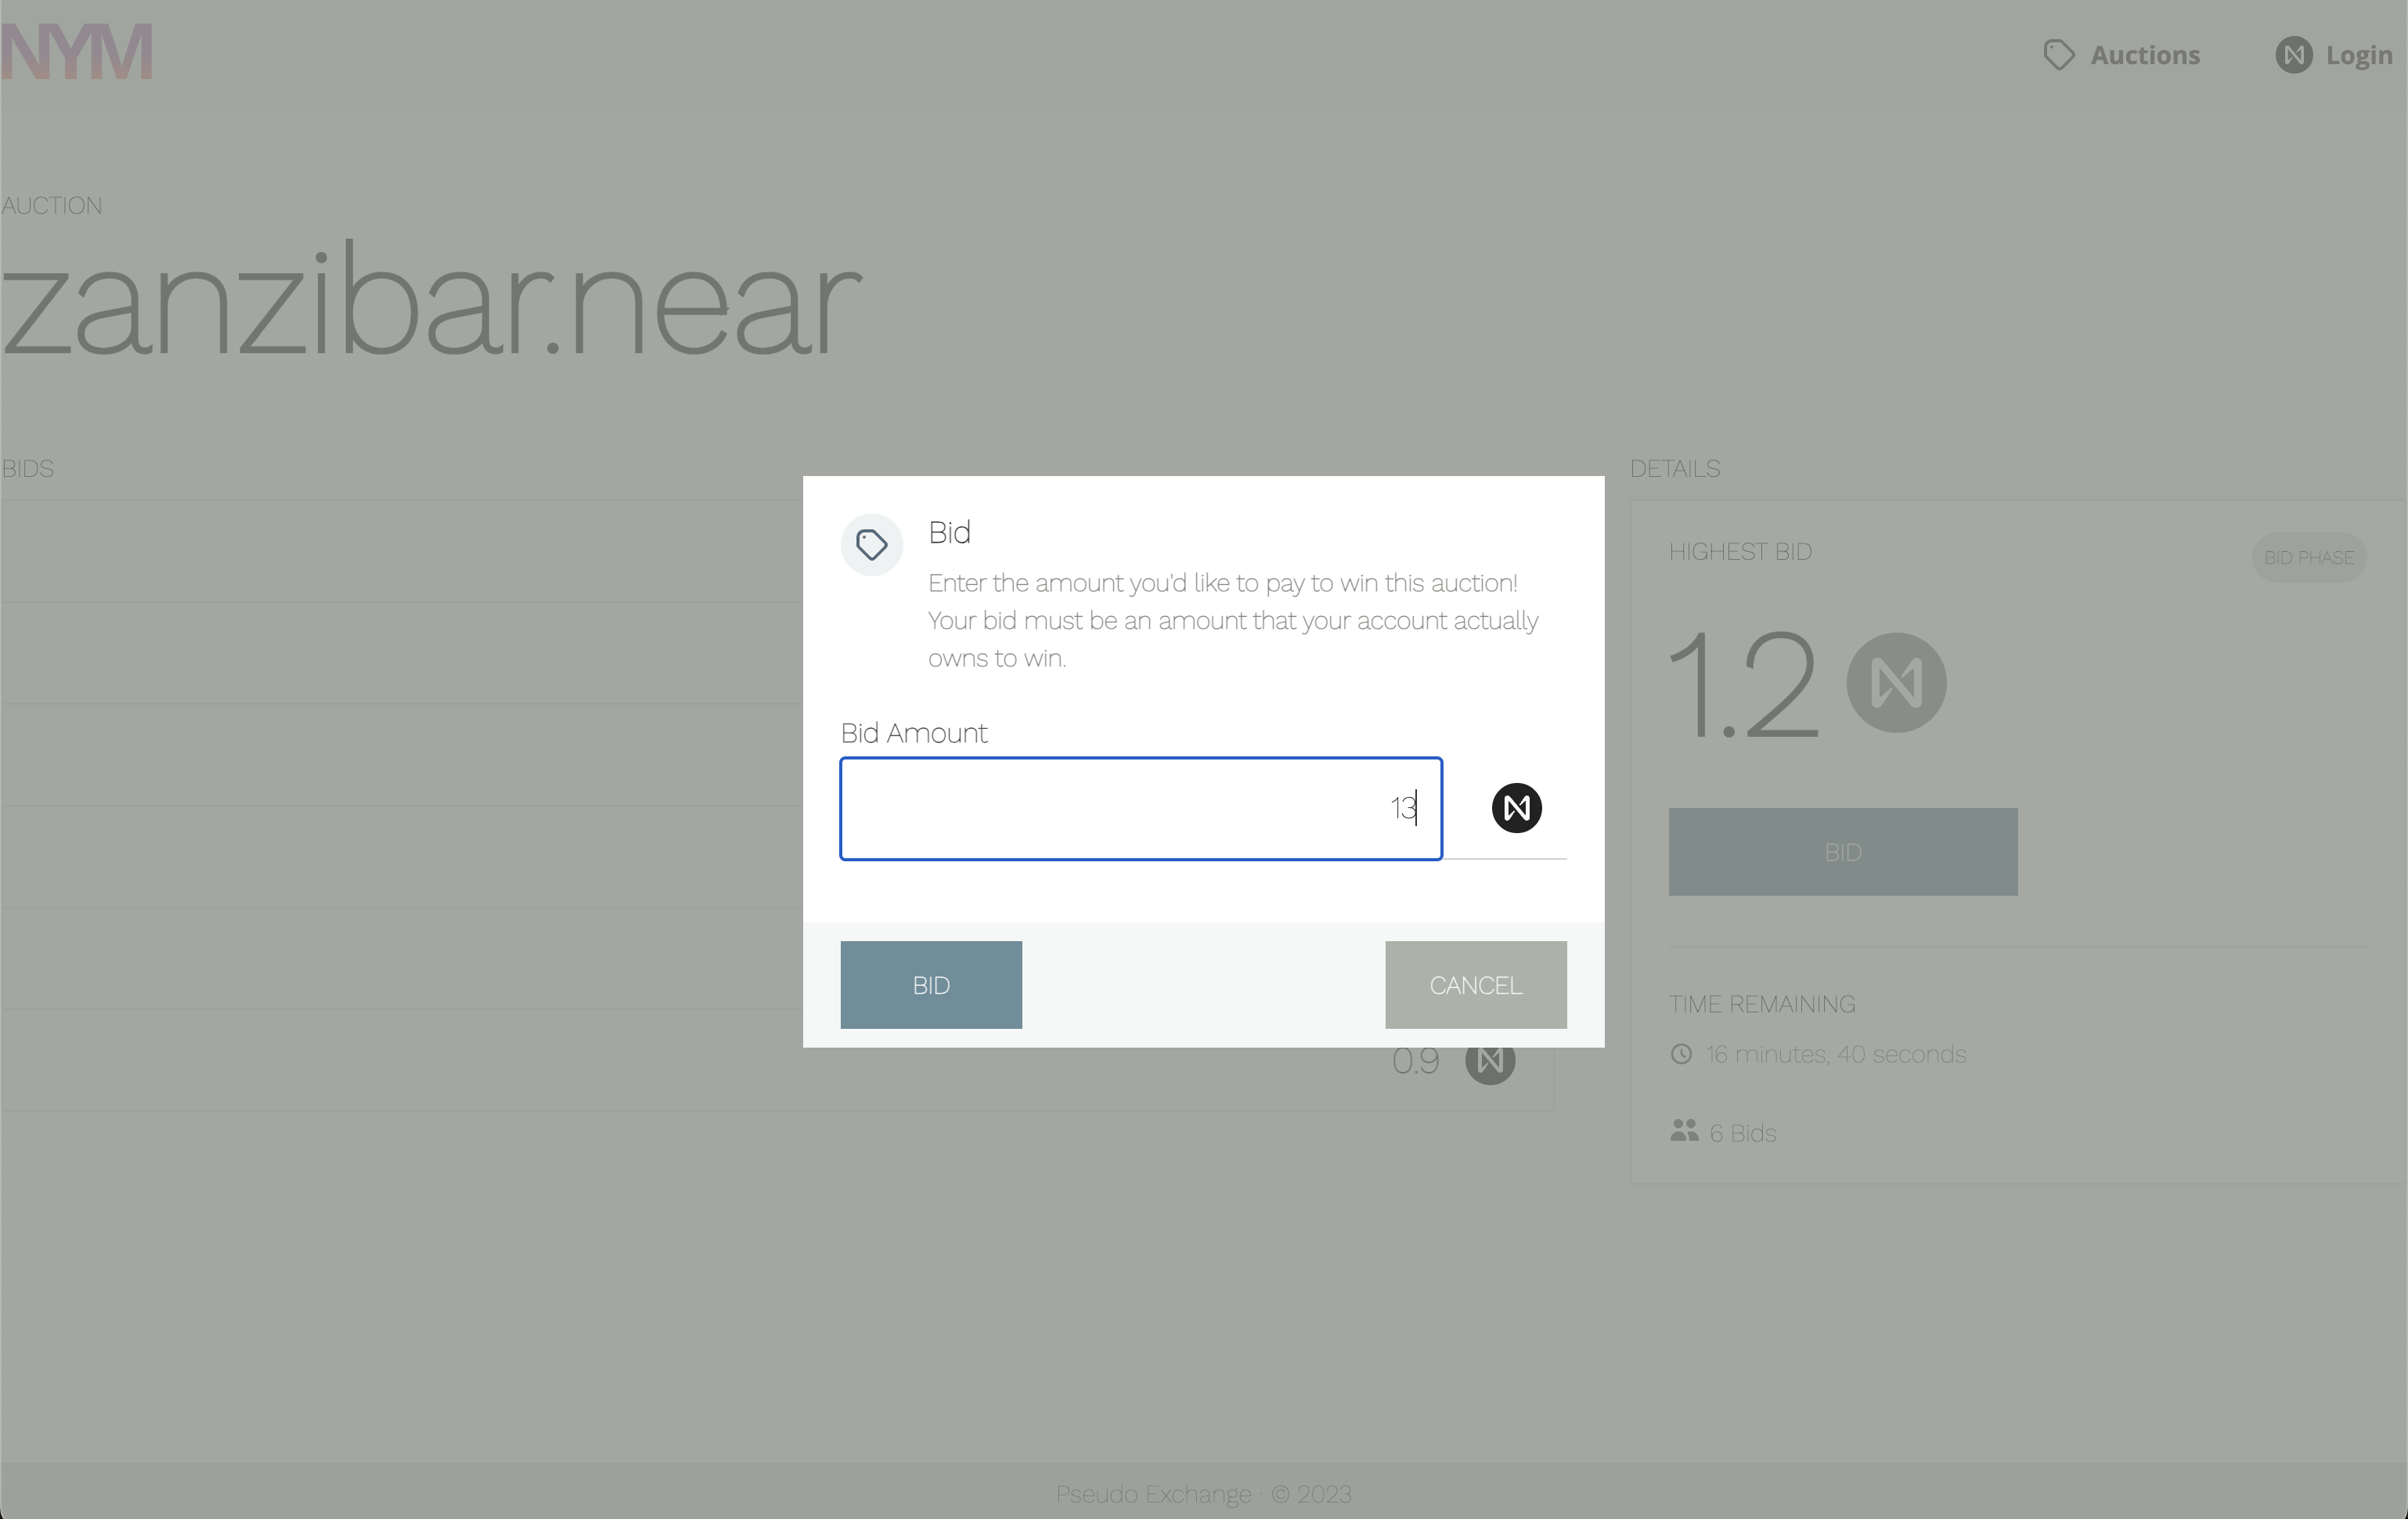 NYM
Auctions
Login
AUCTION
zanzibar.near
BIDS
0.9
Bid
Enter the amount you'd like to pay to win this auction!
Your bid must be an amount that your account actually
owns to win.
Bid Amount
13
BID
CANCEL
DETAILS
HIGHEST BID
BID PHASE
1.2
BID
TIME REMAINING
16 minutes, 40 seconds
6 Bids
Pseudo Exchange · © 2023